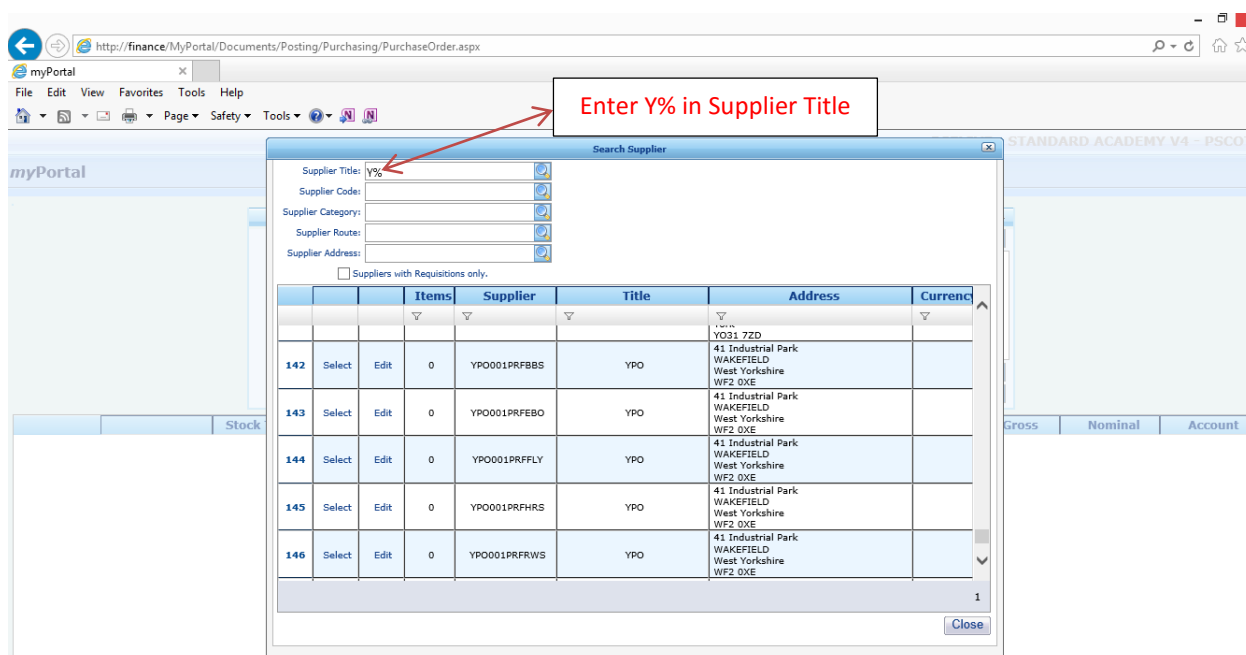 http://finance/MyPortal/Documents/Posting/Purchasing/PurchaseOrder.aspx
myPortal
File Edit View Favorites Tools Help
Page Safety Tools
Enter Y% in Supplier Title
STANDARD ACADEMY V4 - PSCO
Search Supplier
myPortal
Supplier Title: Y%
Supplier Code:
Supplier Category:
Supplier Route:
Supplier Address:
Suppliers with Requisitions only.
Items Supplier Title Address Currency
YO31 7ZD
142 Select Edit 0 YPO001PRFBBS YPO 41 Industrial Park
WAKEFIELD
West Yorkshire
WF2 0XE
143 Select Edit 0 YPO001PRFEBO YPO 41 Industrial Park
WAKEFIELD
West Yorkshire
WF2 0XE
144 Select Edit 0 YPO001PRFFLY YPO 41 Industrial Park
WAKEFIELD
West Yorkshire
WF2 0XE
145 Select Edit 0 YPO001PRFHRS YPO 41 Industrial Park
WAKEFIELD
West Yorkshire
WF2 0XE
146 Select Edit 0 YPO001PRFRWS YPO 41 Industrial Park
WAKEFIELD
West Yorkshire
WF2 0XE
Stock Gross Nominal Account
1
Close